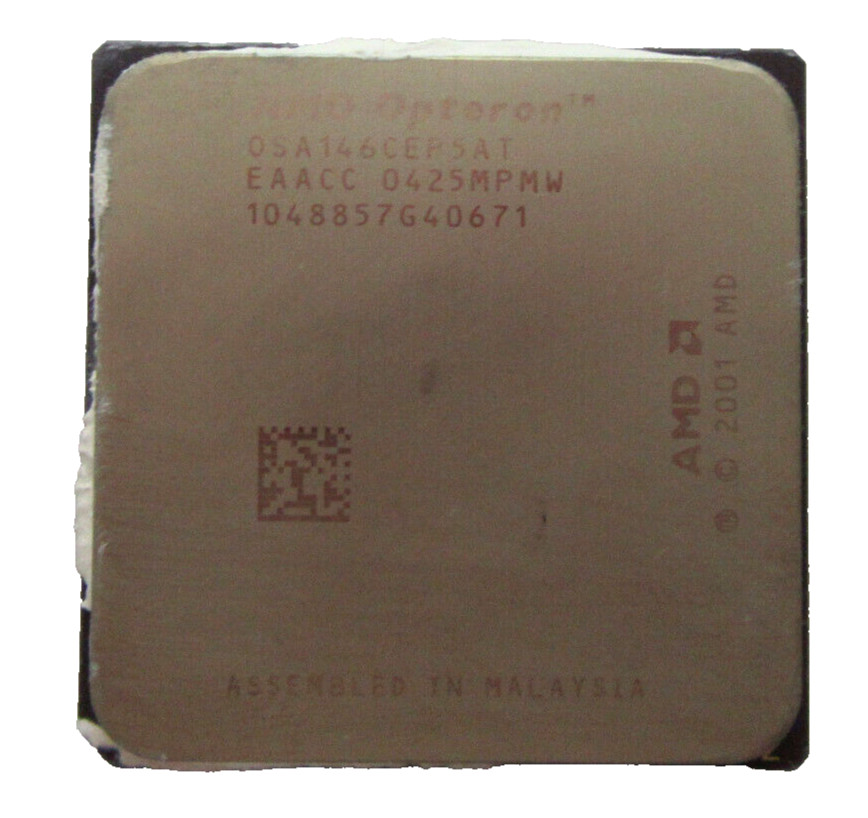 AMD Opteron™
OSA146CEP5AT
EAACC 0425MPMW
1048857G40671
AMD
® © 2001 AMD
ASSEMBLED IN MALAYSIA